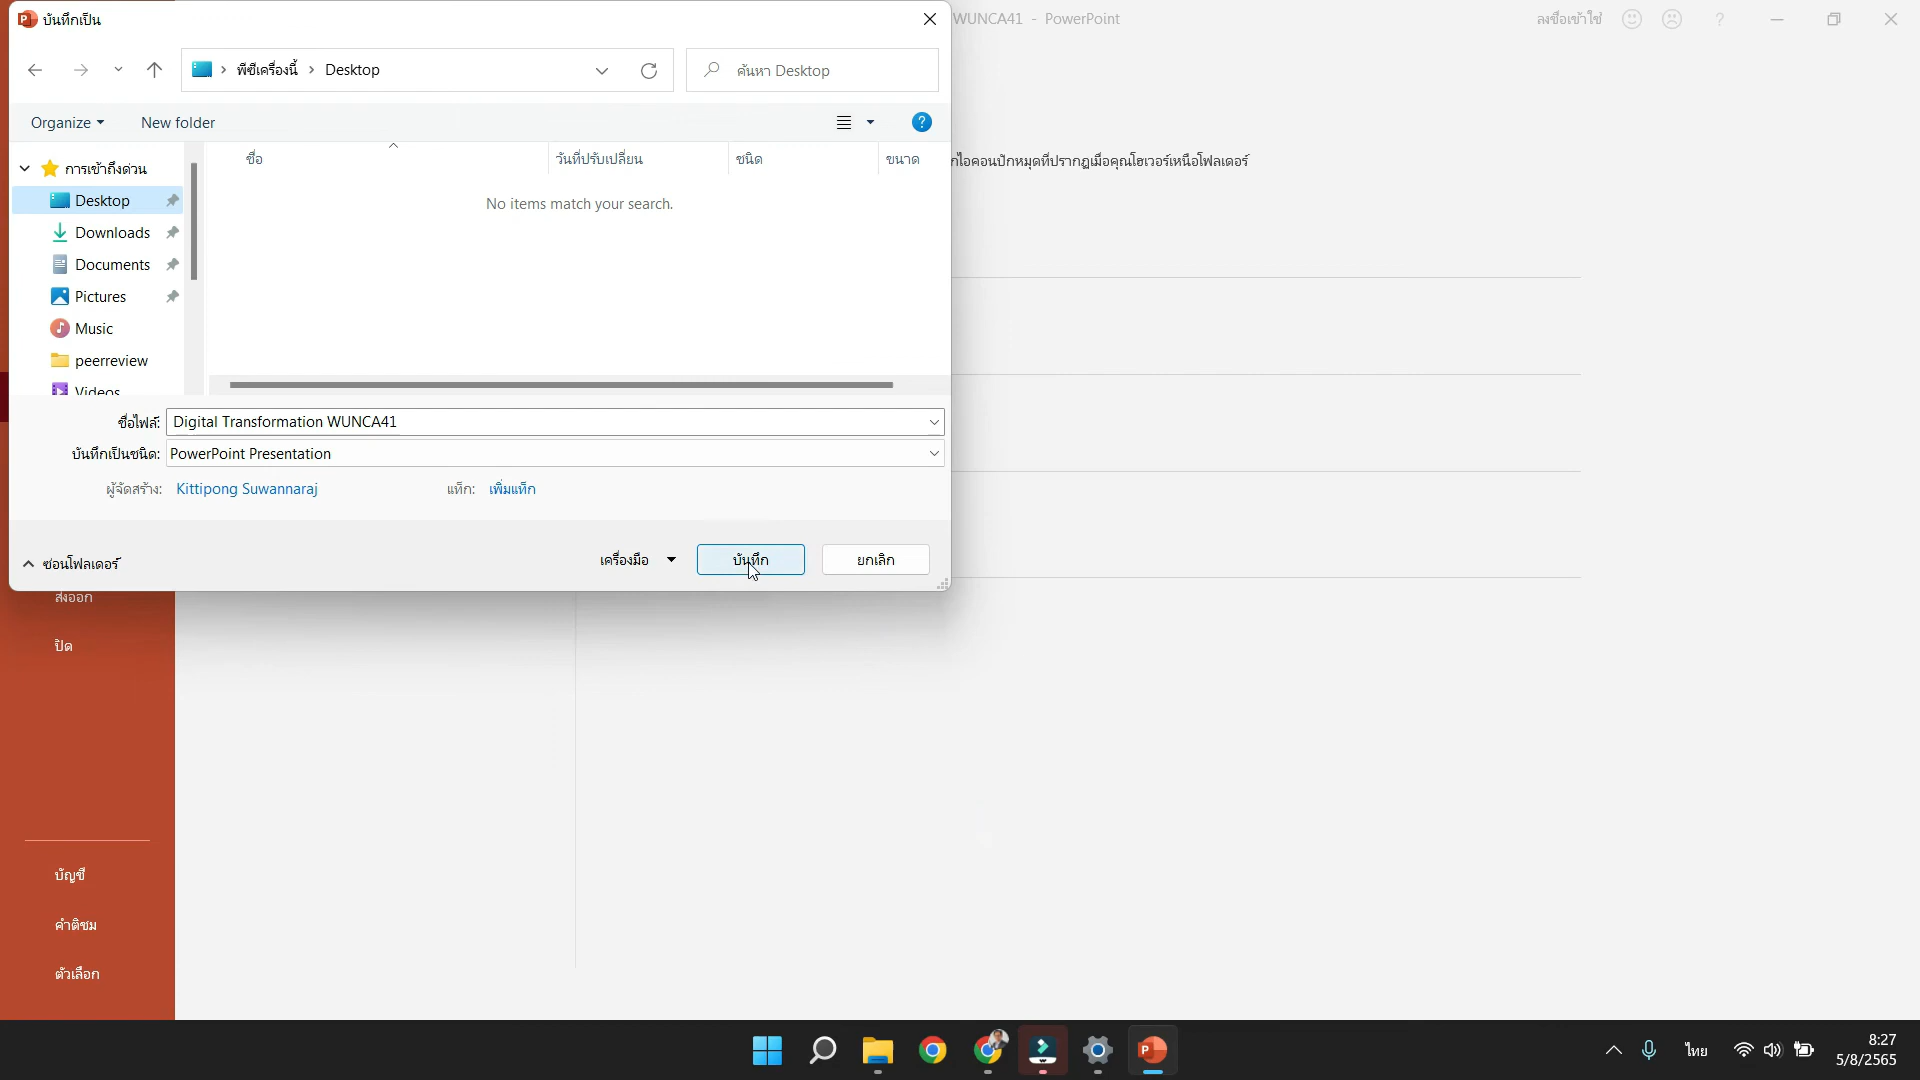 บันทึกเป็น
WUNCA41 - PowerPoint
ลงชื่อเข้าใช้
?
พีซีเครื่องนี้ › Desktop
ค้นหา Desktop
Organize
New folder
?
การเข้าถึงด่วน
ชื่อ
วันที่ปรับเปลี่ยน
ชนิด
ขนาด
กไอคอนปักหมุดที่ปรากฏเมื่อคุณโฮเวอร์เหนือโฟลเดอร์
Desktop
No items match your search.
Downloads
Documents
Pictures
Music
peerreview
Videos
ชื่อไฟล์: Digital Transformation WUNCA41
บันทึกเป็นชนิด: PowerPoint Presentation
ผู้จัดสร้าง: Kittipong Suwannaraj
แท็ก: เพิ่มแท็ก
ซ่อนโฟลเดอร์
เครื่องมือ
บันทึก
ยกเลิก
ส่งออก
ปิด
บัญชี
คำติชม
ตัวเลือก
ไทย
8:27
5/8/2565